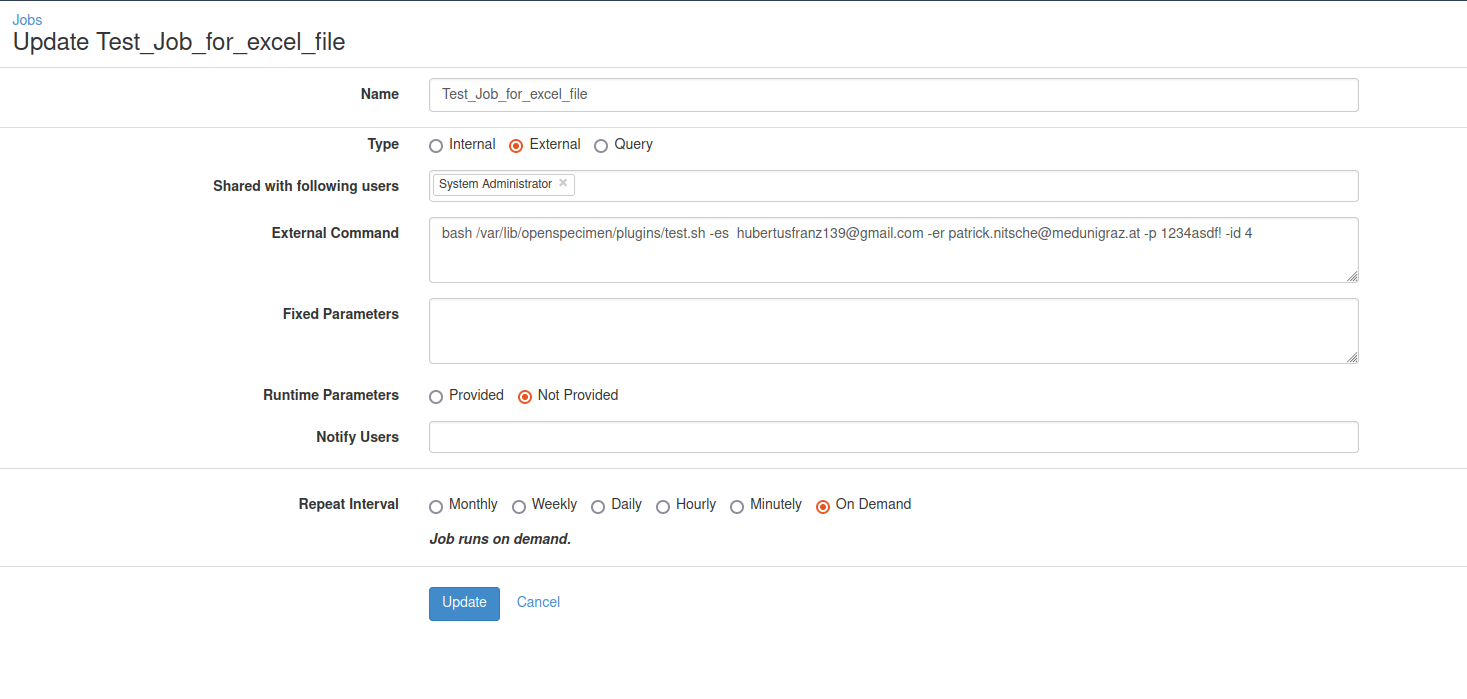 Jobs
Update Test_Job_for_excel_file
Name Test_Job_for_excel_file
Type Internal External Query
Shared with following users System Administrator ×
External Command bash /var/lib/openspecimen/plugins/test.sh -es  hubertusfranz139@gmail.com -er patrick.nitsche@medunigraz.at -p 1234asdf! -id 4
Fixed Parameters
Runtime Parameters Provided Not Provided
Notify Users
Repeat Interval Monthly Weekly Daily Hourly Minutely On Demand
Job runs on demand.
Update Cancel